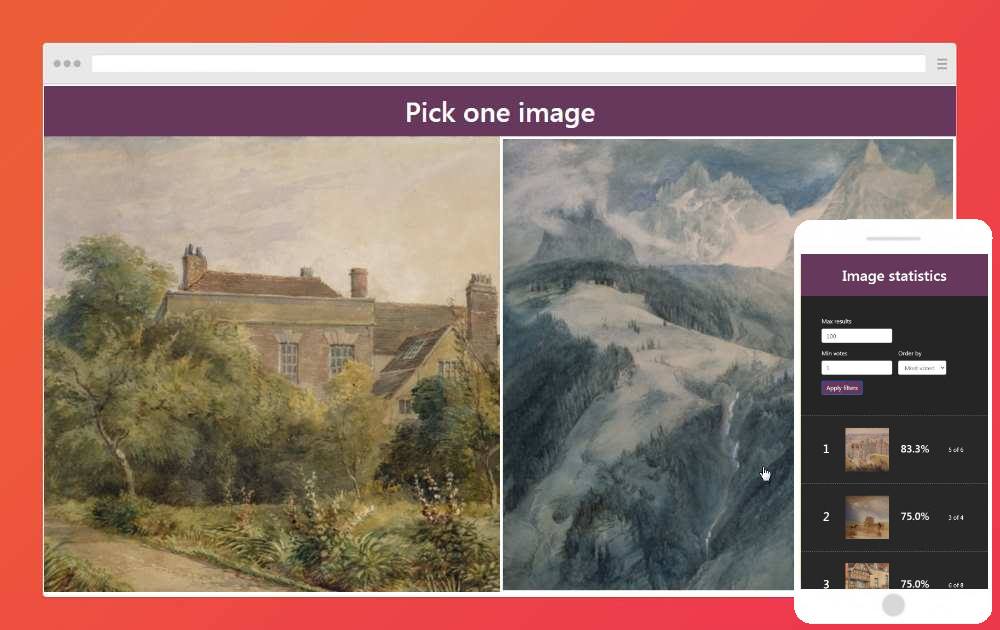 Pick one image
Image statistics
Max results
100
Min votes
Order by
Most voted
Apply filters
1
83.3%
5 of 6
2
75.0%
3 of 4
3
75.0%
6 of 8